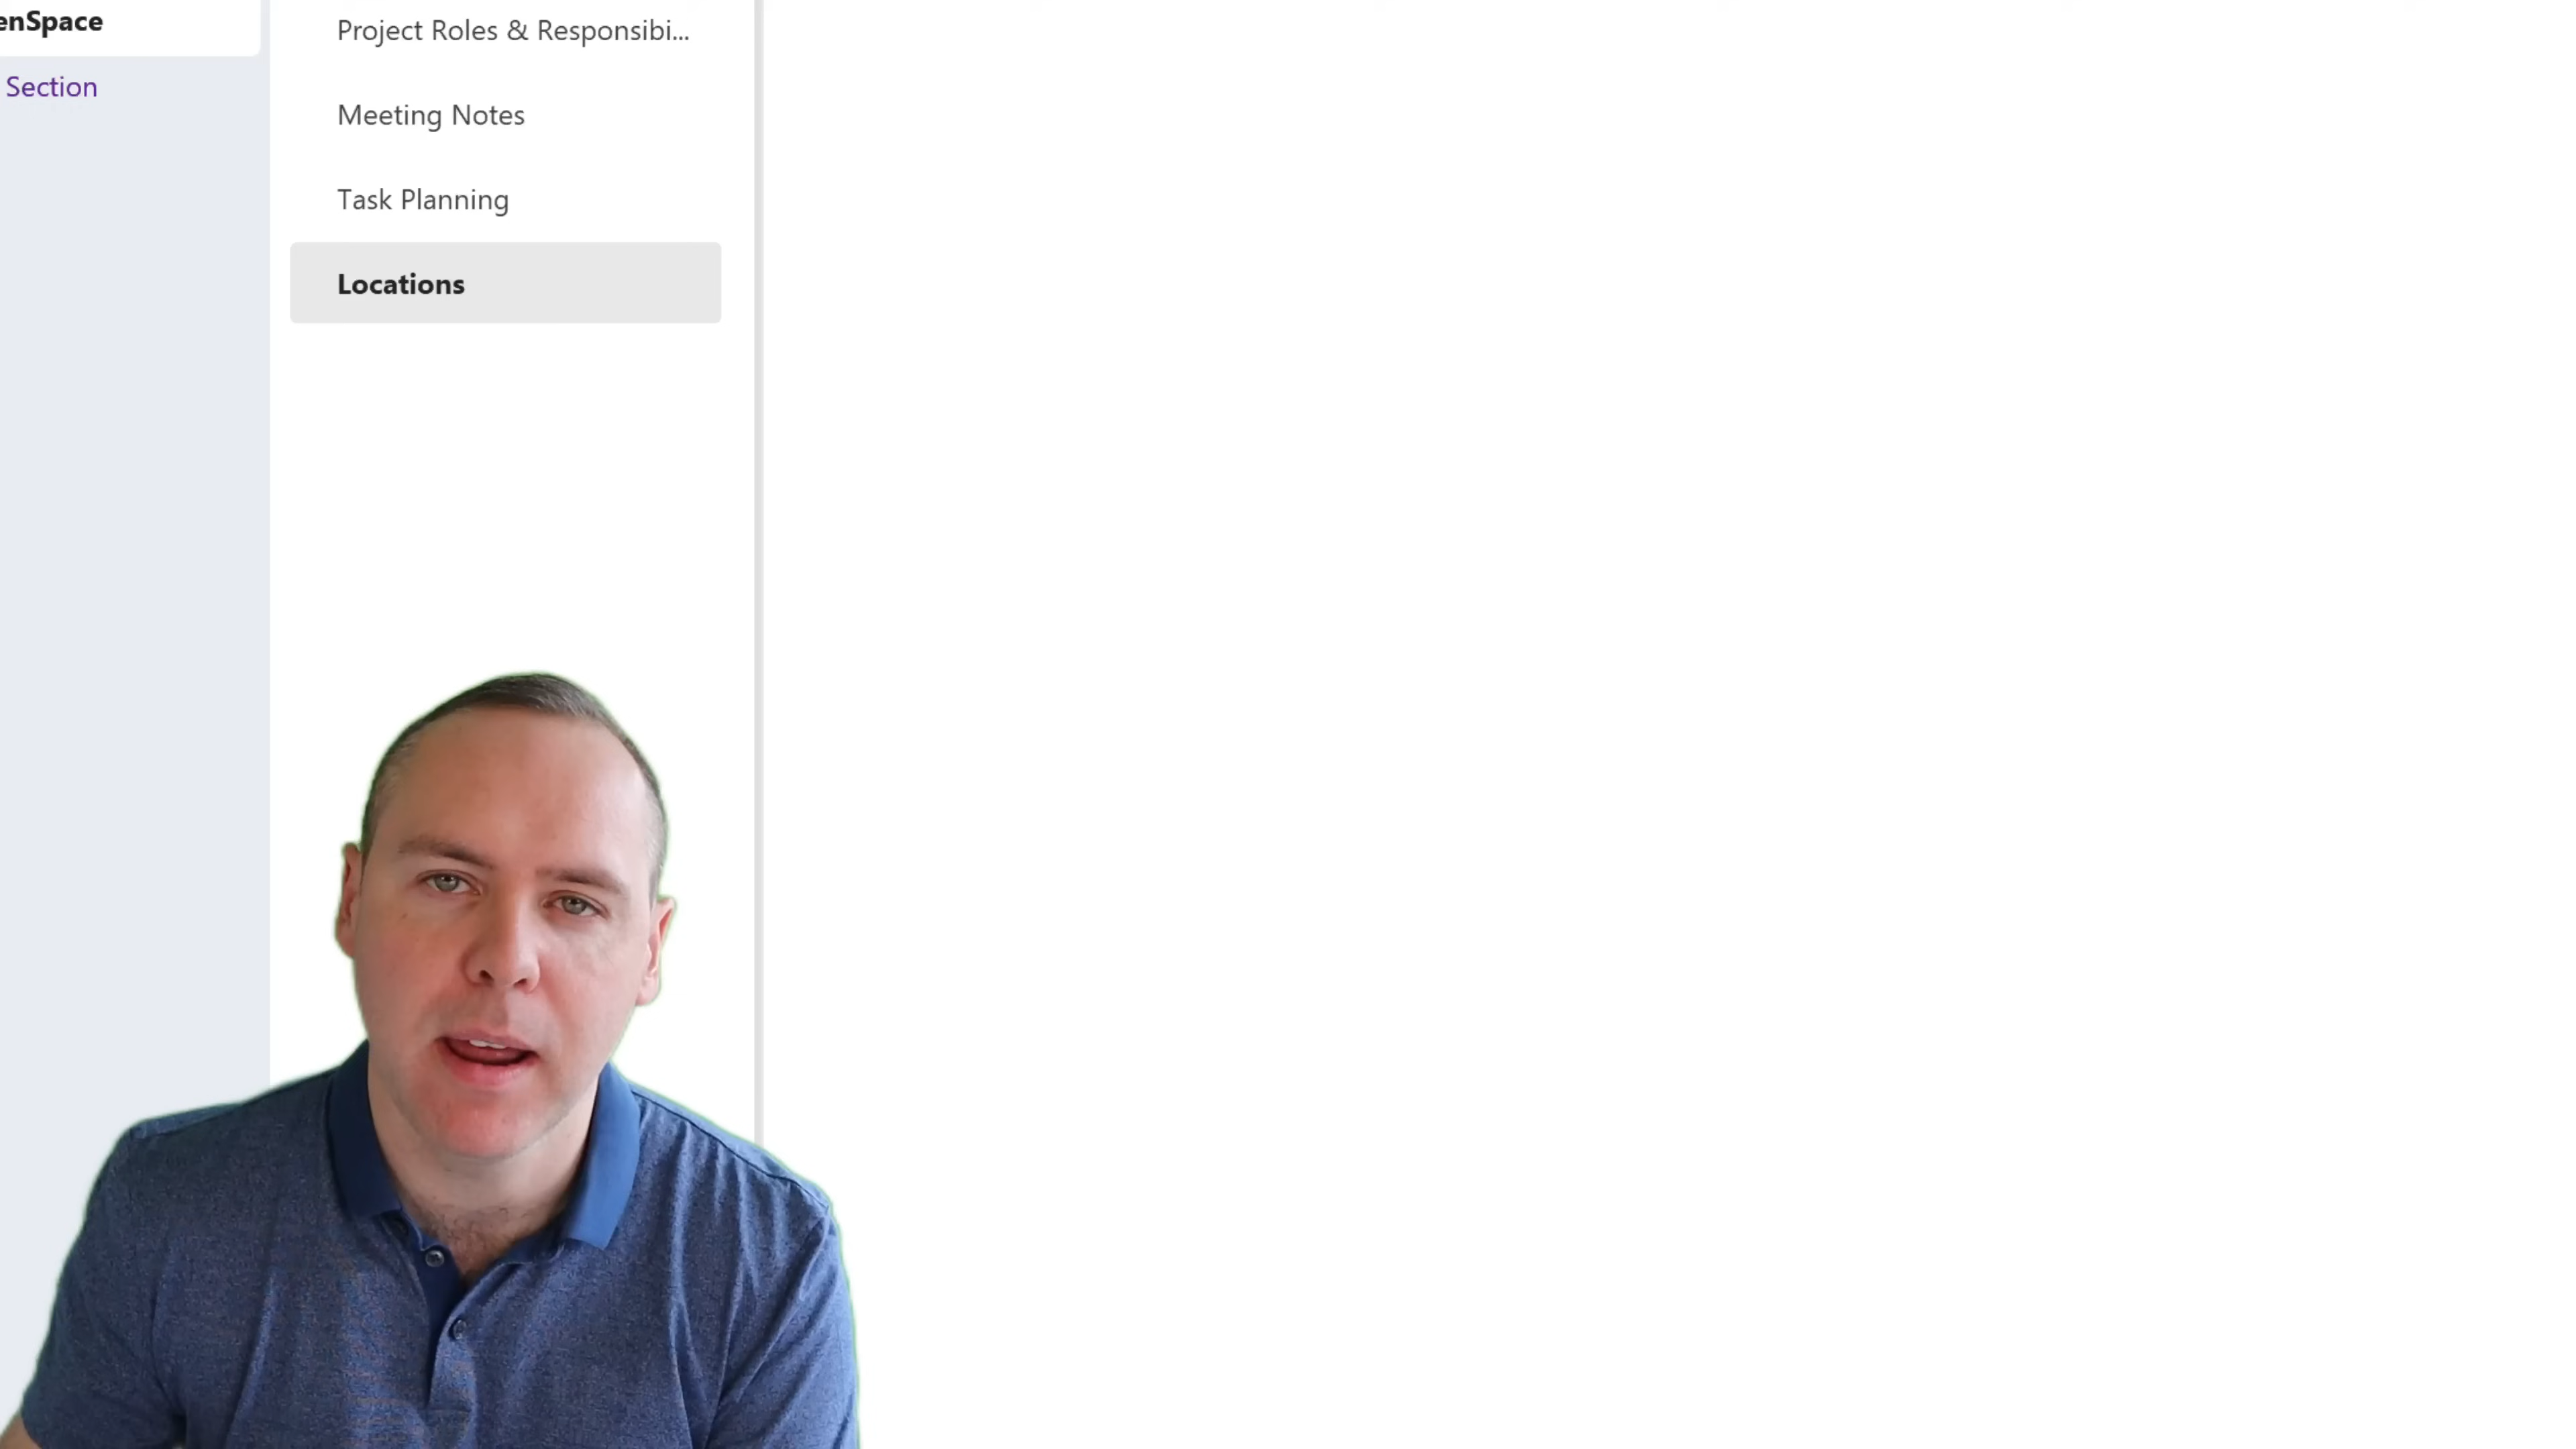 enSpace
Section
Project Roles & Responsibi...
Meeting Notes
Task Planning
Locations